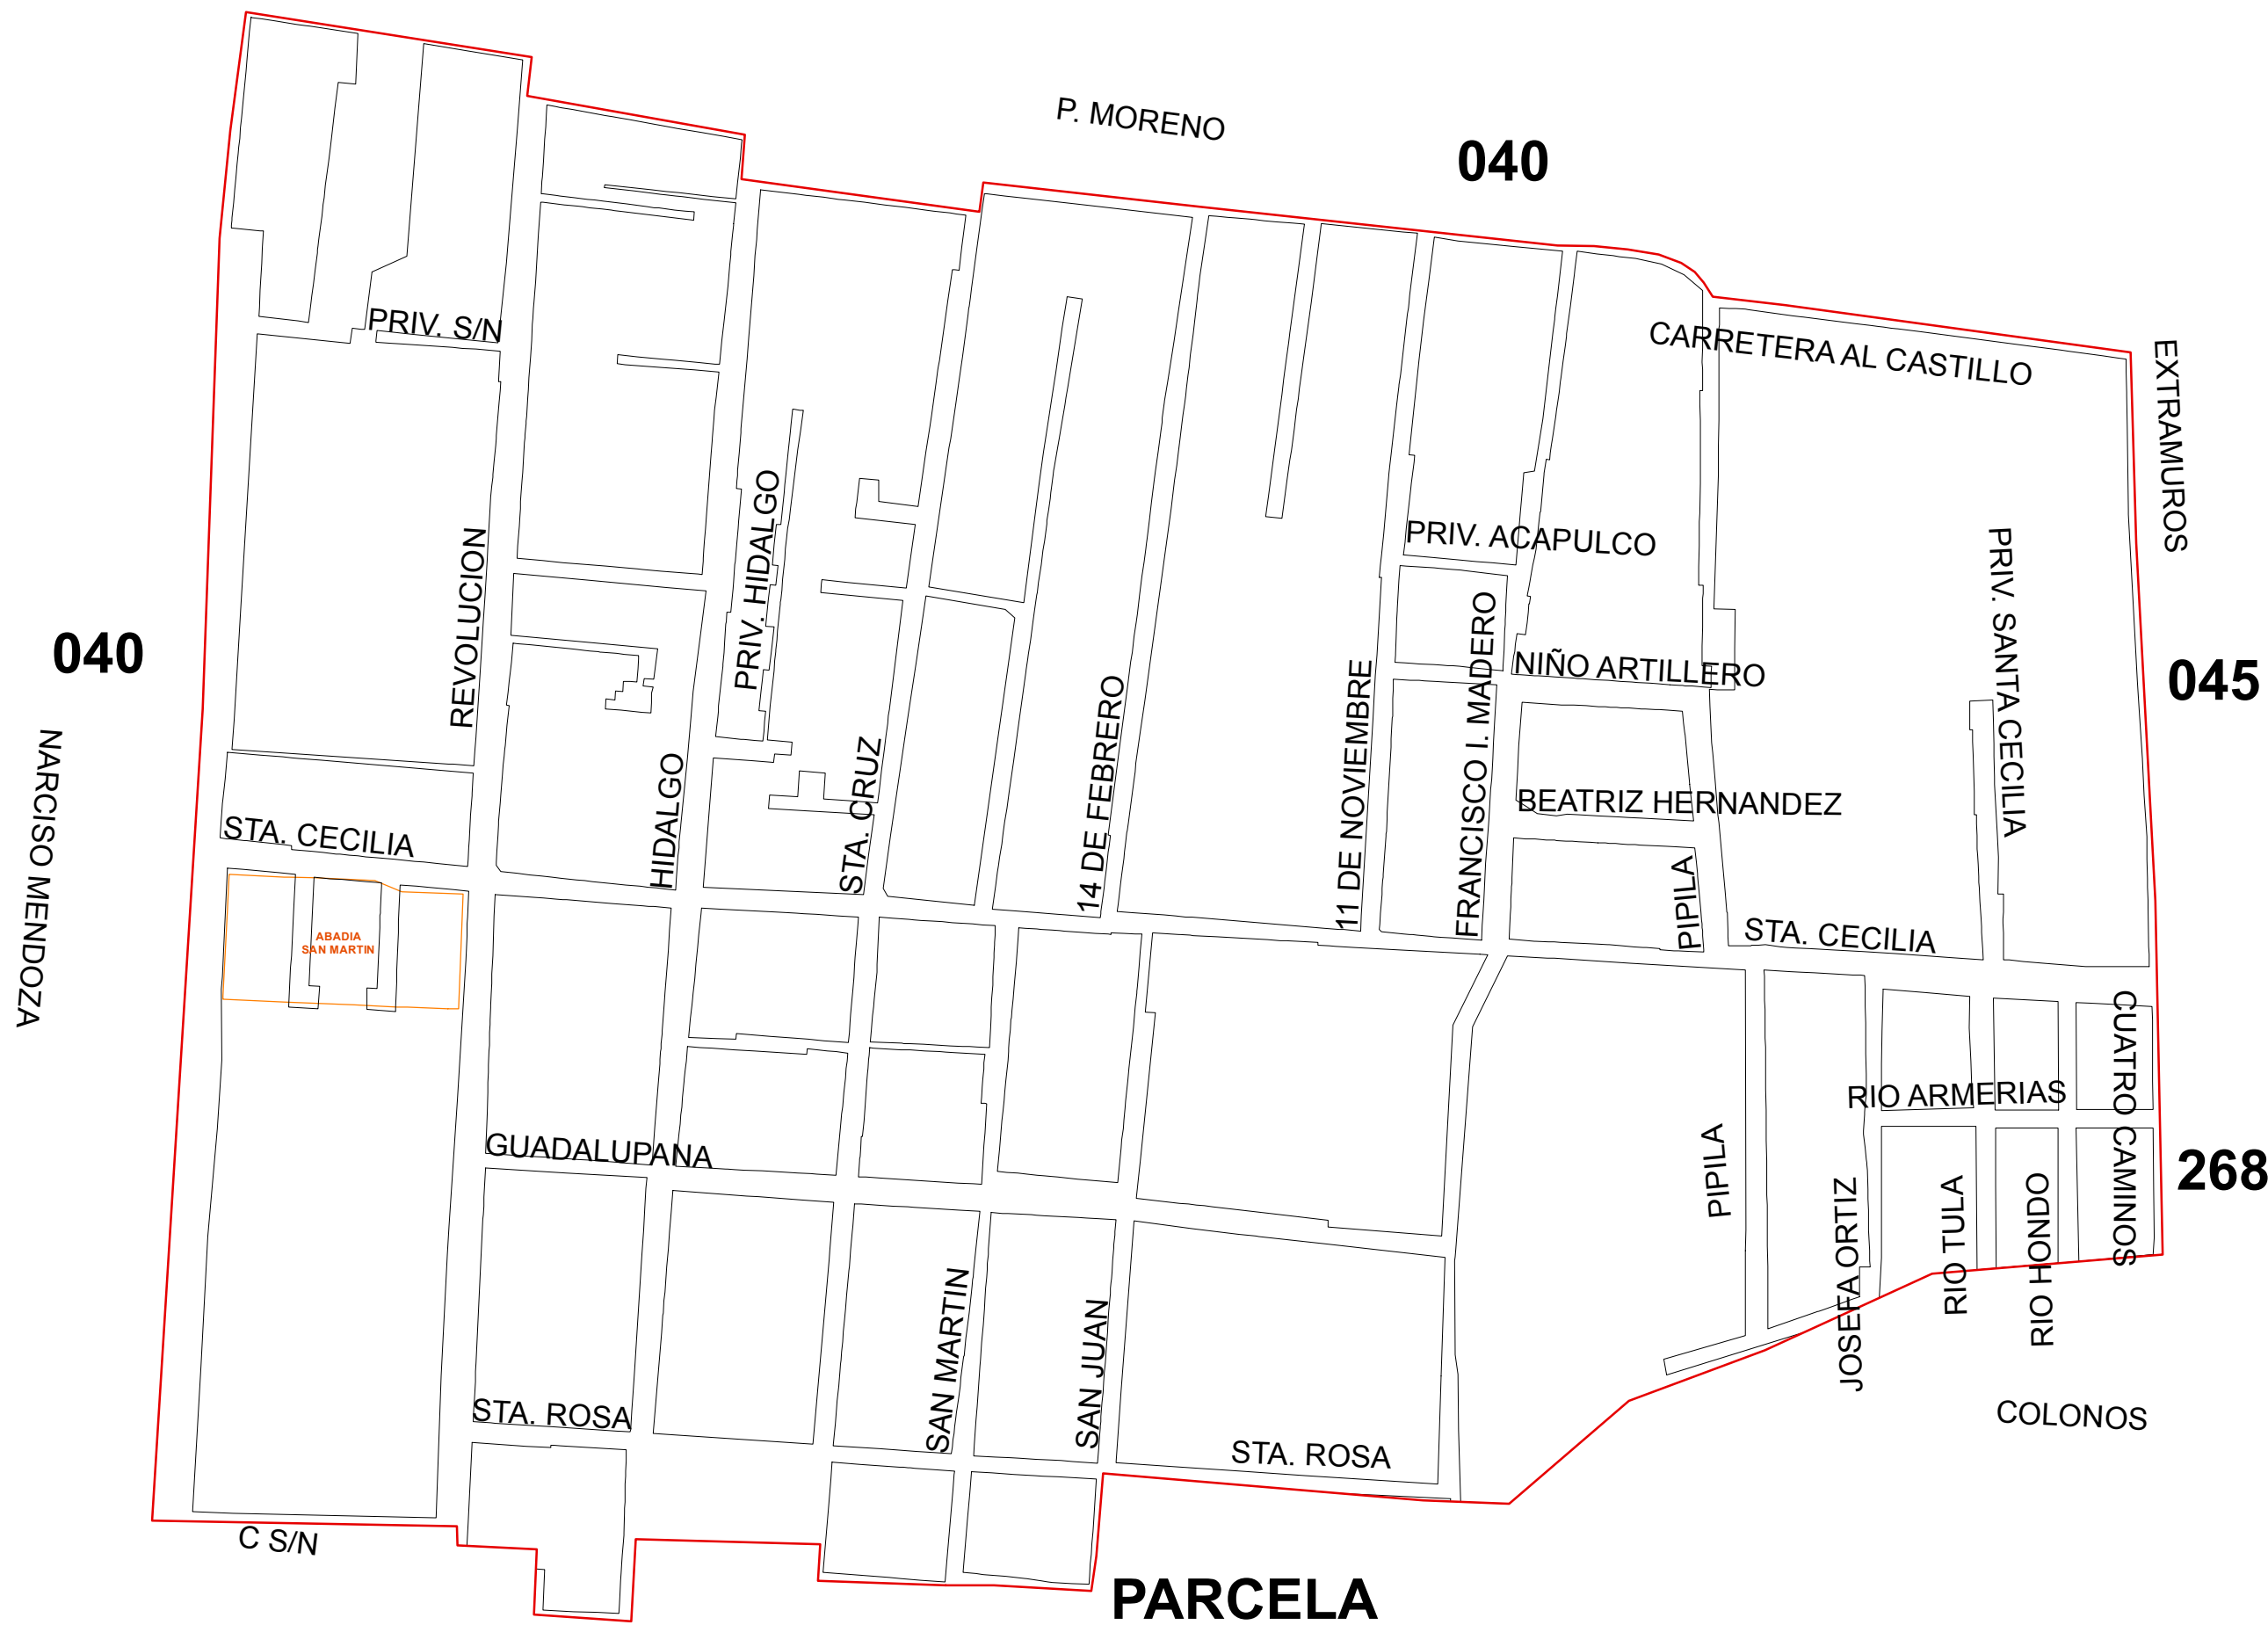 P. MORENO
040
PRIV. S/N
CARRETERA AL CASTILLO
EXTRAMUROS
REVOLUCION
PRIV. HIDALGO
PRIV. ACAPULCO
PRIV. SANTA CECILIA
040
NIÑO ARTILLERO
045
NARCISO MENDOZA
HIDALGO
STA. CRUZ
14 DE FEBRERO
11 DE NOVIEMBRE
FRANCISCO I. MADERO
BEATRIZ HERNANDEZ
STA. CECILIA
PIPILA
STA. CECILIA
ABADIA
SAN MARTIN
CUATRO CAMINOS
RIO ARMERIAS
GUADALUPANA
PIPILA
268
JOSEFA ORTIZ
RIO TULA
RIO HONDO
SAN MARTIN
SAN JUAN
STA. ROSA
STA. ROSA
COLONOS
C S/N
PARCELA